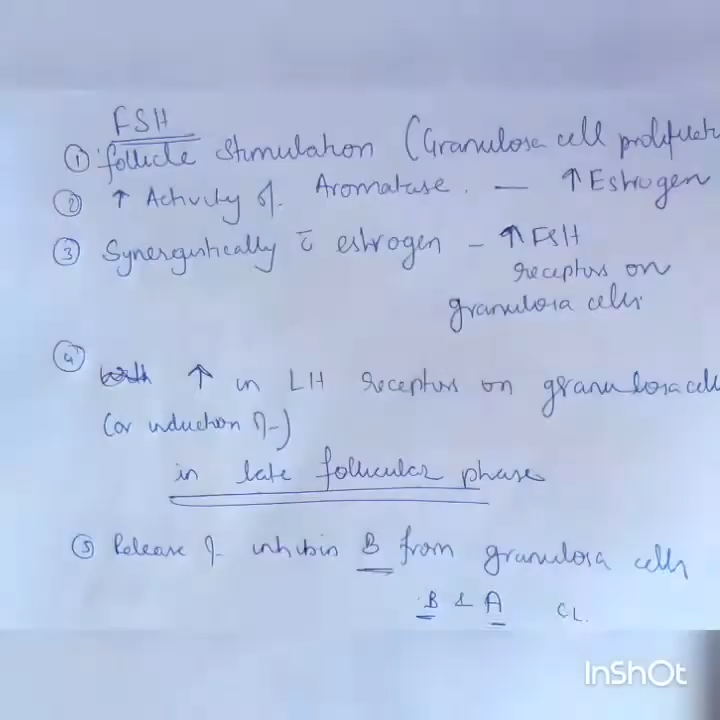 FSH
① follicle stimulation (Granulosa cell prolifuct
② ↑ Activity of Aromatase. — ↑ Estrogen
③ Synergistically c̄ estrogen - ↑ FSH
receptors on
granulosa cells
④ ↑ in LH receptors on granulosa cell
(or induction of)
in late follicular phase
⑤ Release of inhibin B from granulosa cells
B & A CL.
InShOt